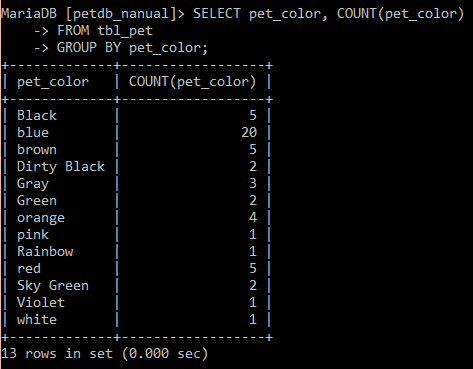 MariaDB [petdb_nanual]> SELECT pet_color, COUNT(pet_color)
    -> FROM tbl_pet
    -> GROUP BY pet_color;
+-------------+------------------+
| pet_color   | COUNT(pet_color) |
+-------------+------------------+
| Black       |                5 |
| blue        |               20 |
| brown       |                5 |
| Dirty Black |                2 |
| Gray        |                3 |
| Green       |                2 |
| orange      |                4 |
| pink        |                1 |
| Rainbow     |                1 |
| red         |                5 |
| Sky Green   |                2 |
| Violet      |                1 |
| white       |                1 |
+-------------+------------------+
13 rows in set (0.000 sec)